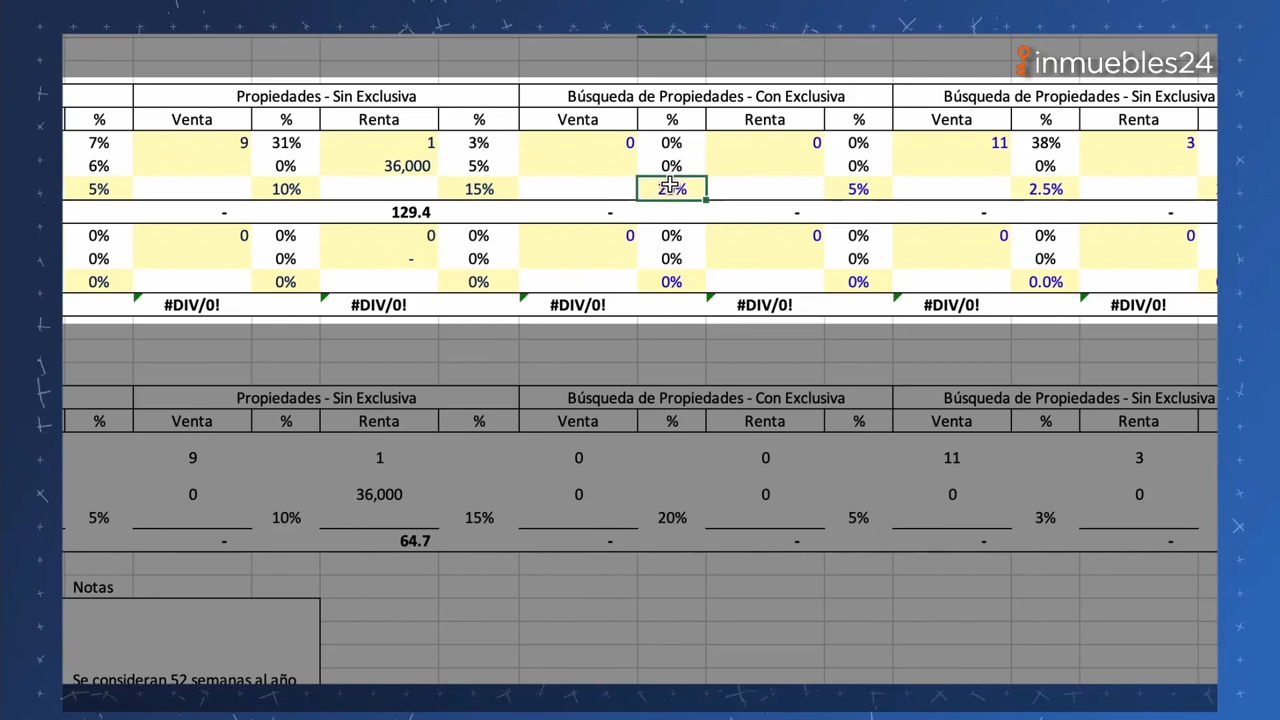 inmuebles24
Propiedades - Sin Exclusiva Búsqueda de Propiedades - Con Exclusiva Búsqueda de Propiedades - Sin Exclusiva
% Venta % Renta % Venta % Renta % Venta % Renta
7% 9 31% 1 3% 0 0% 0 0% 11 38% 3
6% 0% 36,000 5% 0% 0%
5% 10% 15% 5% 2.5%
- 129.4 - - - -
0% 0 0% 0 0% 0 0% 0 0% 0 0% 0
0% 0% - 0% 0% 0% 0%
0% 0% 0% 0% 0% 0.0%
#DIV/0! #DIV/0! #DIV/0! #DIV/0! #DIV/0! #DIV/0!
Propiedades - Sin Exclusiva Búsqueda de Propiedades - Con Exclusiva Búsqueda de Propiedades - Sin Exclusiva
% Venta % Renta % Venta % Renta % Venta % Renta
9 1 0 0 11 3
0 36,000 0 0 0 0
5% 10% 15% 20% 5% 3%
- 64.7 - - - -
Notas
Se consideran 52 semanas al año